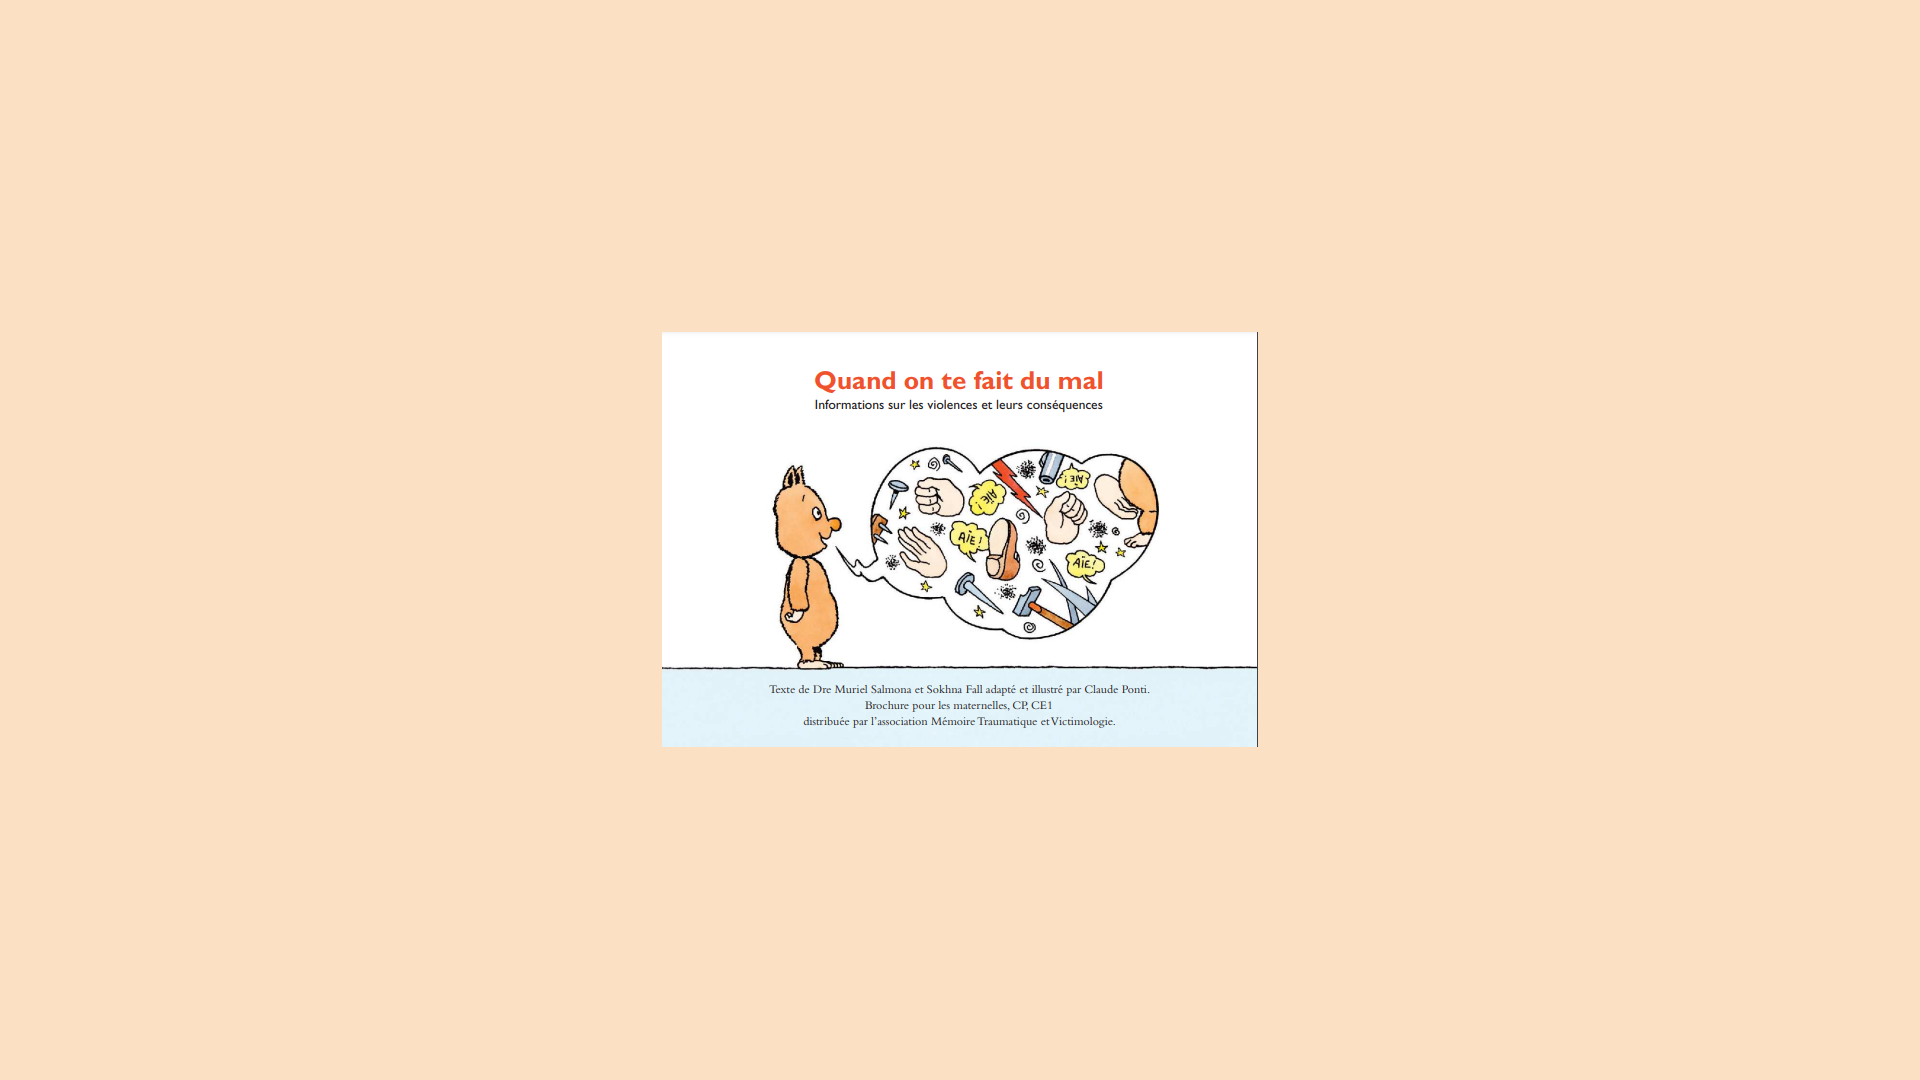 Quand on te fait du mal
Informations sur les violences et leurs conséquences
AÏE!
AÏE!
AÏE!
AÏE!
Texte de Dre Muriel Salmona et Sokhna Fall adapté et illustré par Claude Ponti.
Brochure pour les maternelles, CP, CE1
distribuée par l'association Mémoire Traumatique et Victimologie.